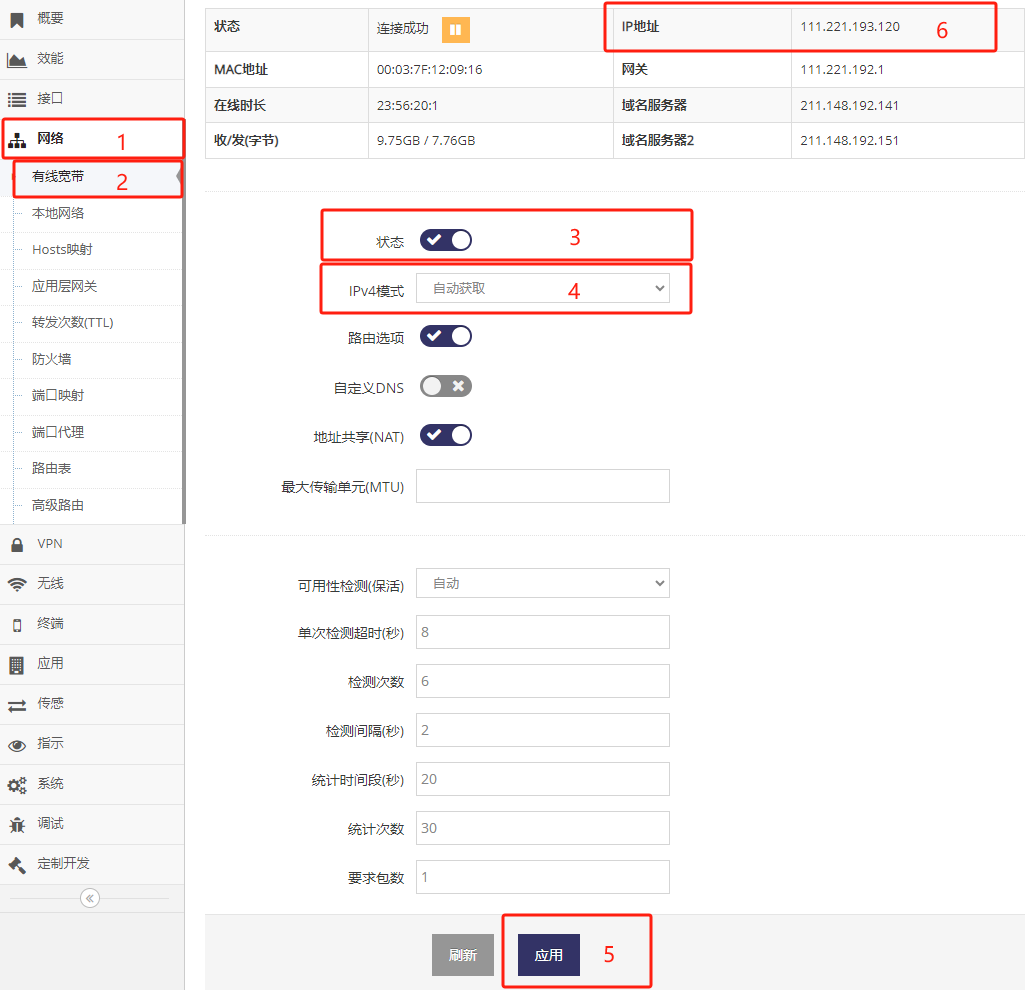 概要
效能
接口
网络 1
有线宽带 2
本地网络
Hosts映射
应用层网关
转发次数(TTL)
防火墙
端口映射
端口代理
路由表
高级路由
VPN
无线
终端
应用
传感
指示
系统
调试
定制开发
状态 连接成功 IP地址 111.221.193.120 6
MAC地址 00:03:7F:12:09:16 网关 111.221.192.1
在线时长 23:56:20:1 域名服务器 211.148.192.141
收/发(字节) 9.75GB / 7.76GB 域名服务器2 211.148.192.151
状态 3
IPv4模式 自动获取 4
路由选项
自定义DNS
地址共享(NAT)
最大传输单元(MTU)
可用性检测(保活) 自动
单次检测超时(秒) 8
检测次数 6
检测间隔(秒) 2
统计时间段(秒) 20
统计次数 30
要求包数 1
刷新 应用 5